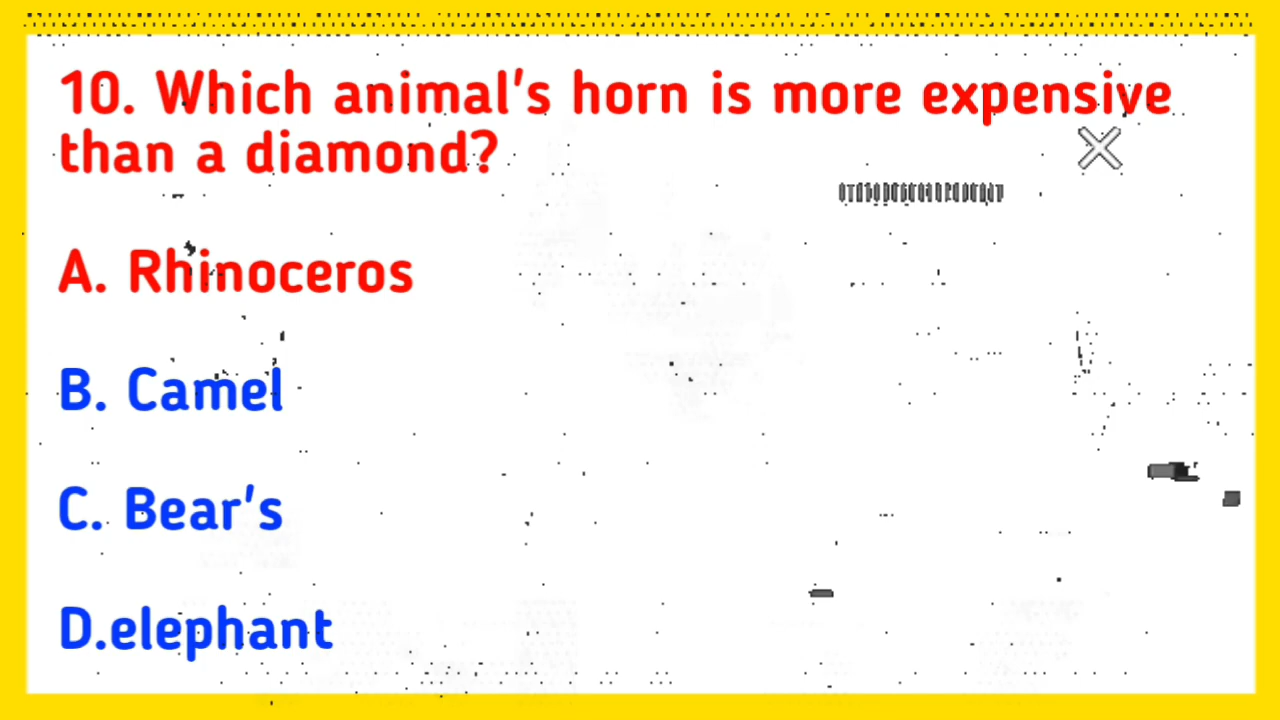 10. Which animal's horn is more expensive
than a diamond?
A. Rhinoceros
B. Camel
C. Bear's
D.elephant